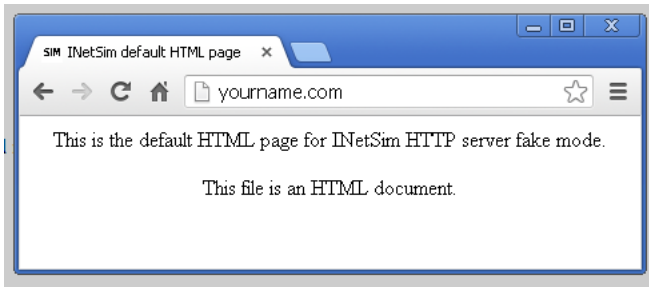 SIM INetSim default HTML page
yourname.com
This is the default HTML page for INetSim HTTP server fake mode.
This file is an HTML document.